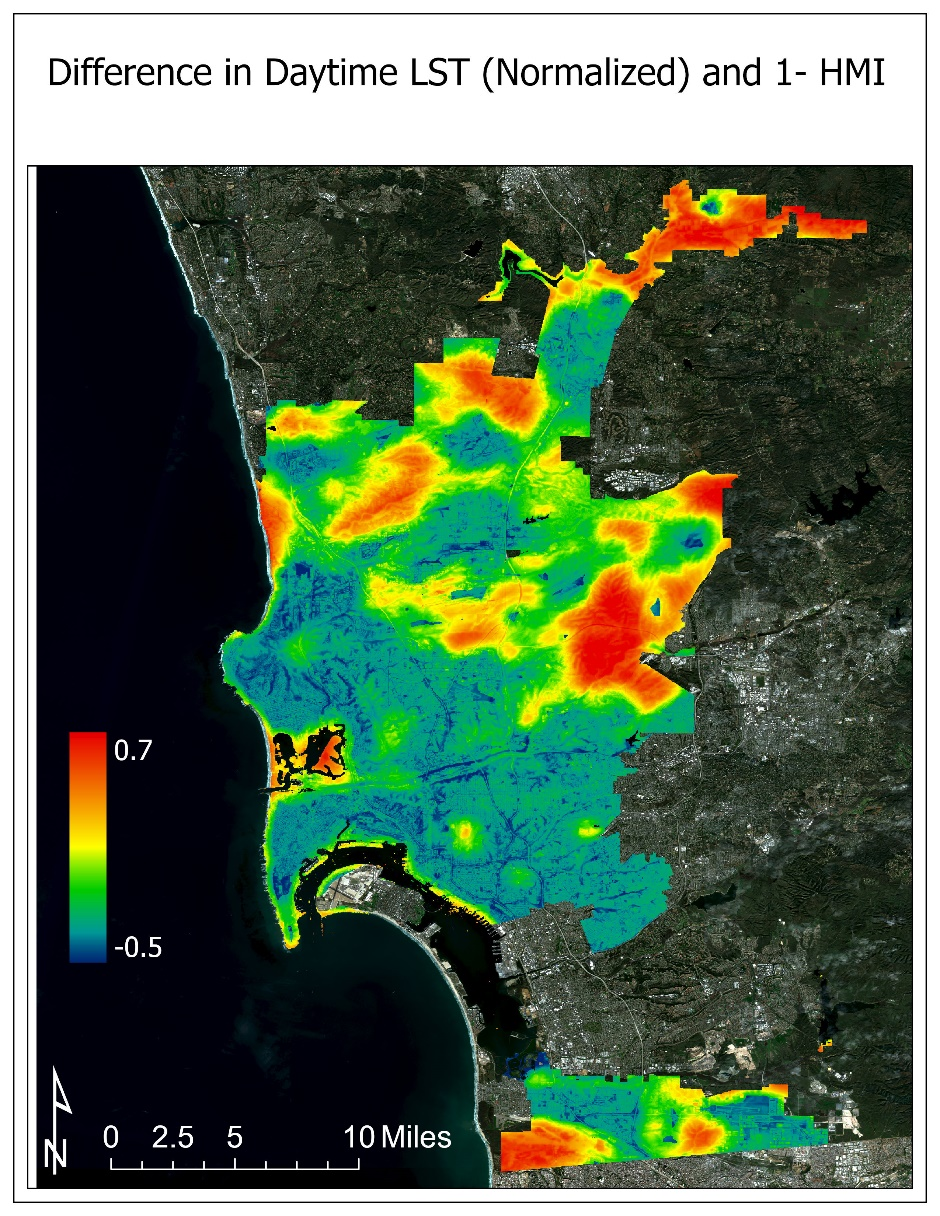 Difference in Daytime LST (Normalized) and 1- HMI
0.7
-0.5
N
0 2.5 5 10 Miles